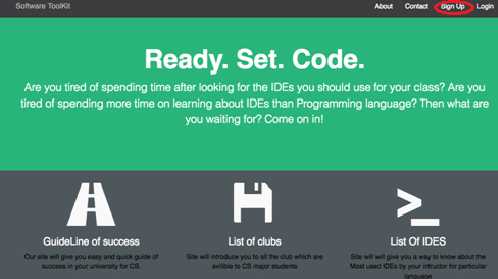 Software ToolKit
About Contact Sign Up Login
Ready. Set. Code.
Are you tired of spending time after looking for the IDEs you should use for your class? Are you
tired of spending more time on learning about IDEs than Programming language? Then what are
you waiting for? Come on in!
GuideLine of success
Our site will give you easy and quick guide of
success in your university for CS.
List of clubs
Site will introduce you to all the club which are
avilible to CS major students
List Of IDES
Site will will give you a way to know about the
Most used IDEs by your intructor for perticular
language